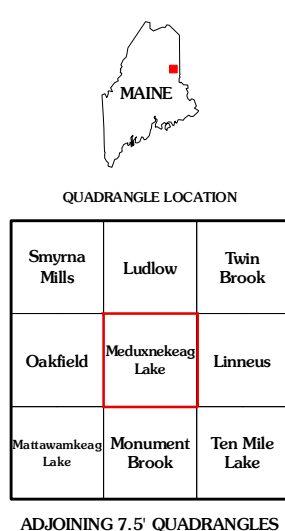 MAINE
QUADRANGLE LOCATION
Smyrna
Mills
Ludlow
Twin
Brook
Oakfield
Meduxnekeag
Lake
Linneus
Mattawamkeag
Lake
Monument
Brook
Ten Mile
Lake
ADJOINING 7.5' QUADRANGLES